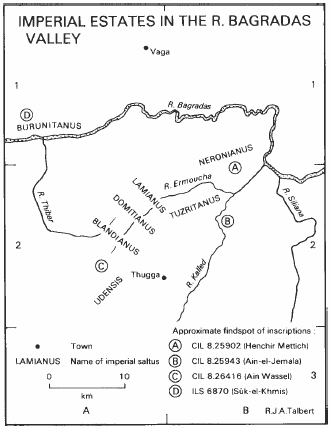 IMPERIAL ESTATES IN THE R. BAGRADAS
VALLEY
Vaga
1
1
D
BURUNITANUS
R. Bagradas
NERONIANUS
A
R. Ermoucha
LAMIANUS
DOMITIANUS
TUZRITANUS
R. Thibar
R. Siliana
B
BLANDIANUS
2
2
C
Thugga
UDENSIS
R. Kalled
Approximate findspot of inscriptions:
Town
A CIL 8.25902 (Henchir Mettich)
LAMIANUS Name of imperial saltus
B CIL 8.25943 (Ain-el-Jemala)
0 10
C CIL 8.26416 (Ain Wassel)
3
km
D ILS 6870 (Sūk-el-Khmis)
A
B
R.J.A.Talbert